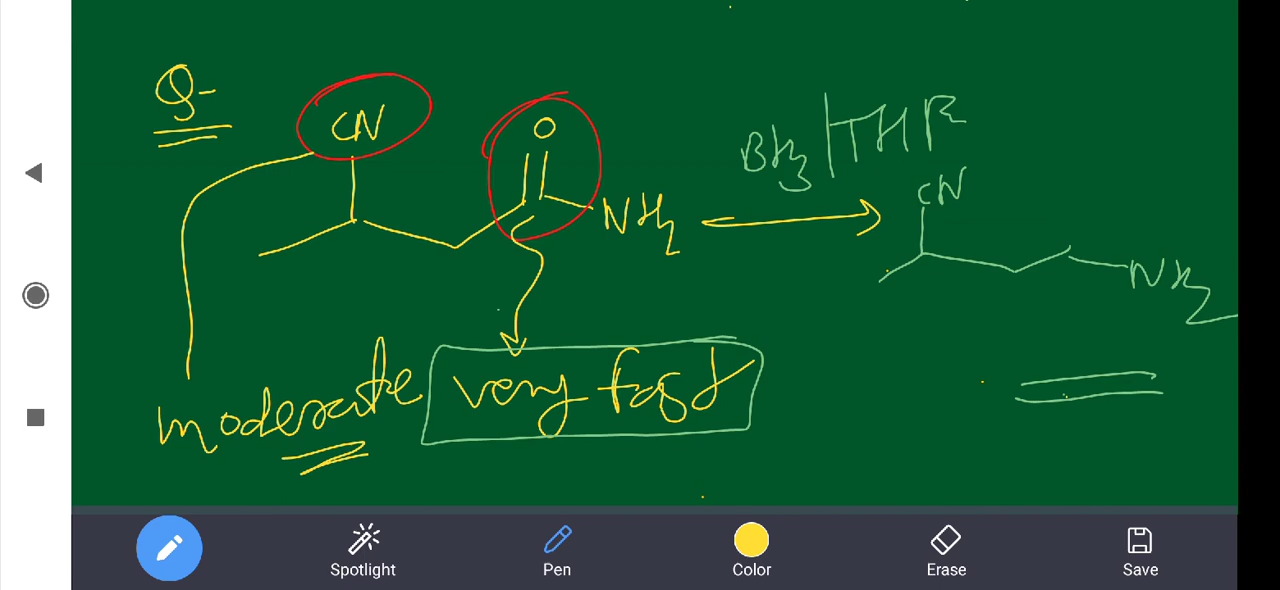 Q-
CN
O
NH2
BH3/THF
CN
NH2
moderate
very fast
Spotlight
Pen
Color
Erase
Save